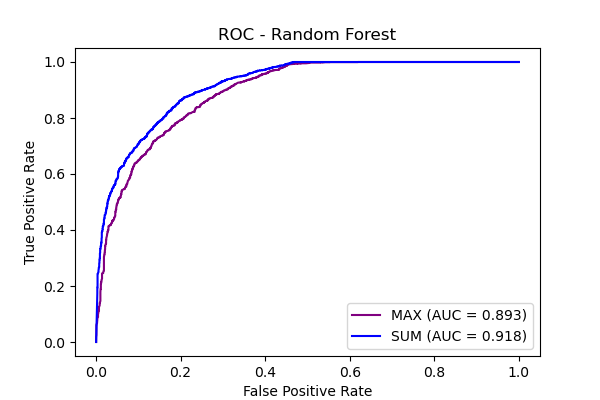 ROC - Random Forest
True Positive Rate
1.0
0.8
0.6
0.4
0.2
0.0
MAX (AUC = 0.893)
SUM (AUC = 0.918)
0.0 0.2 0.4 0.6 0.8 1.0
False Positive Rate